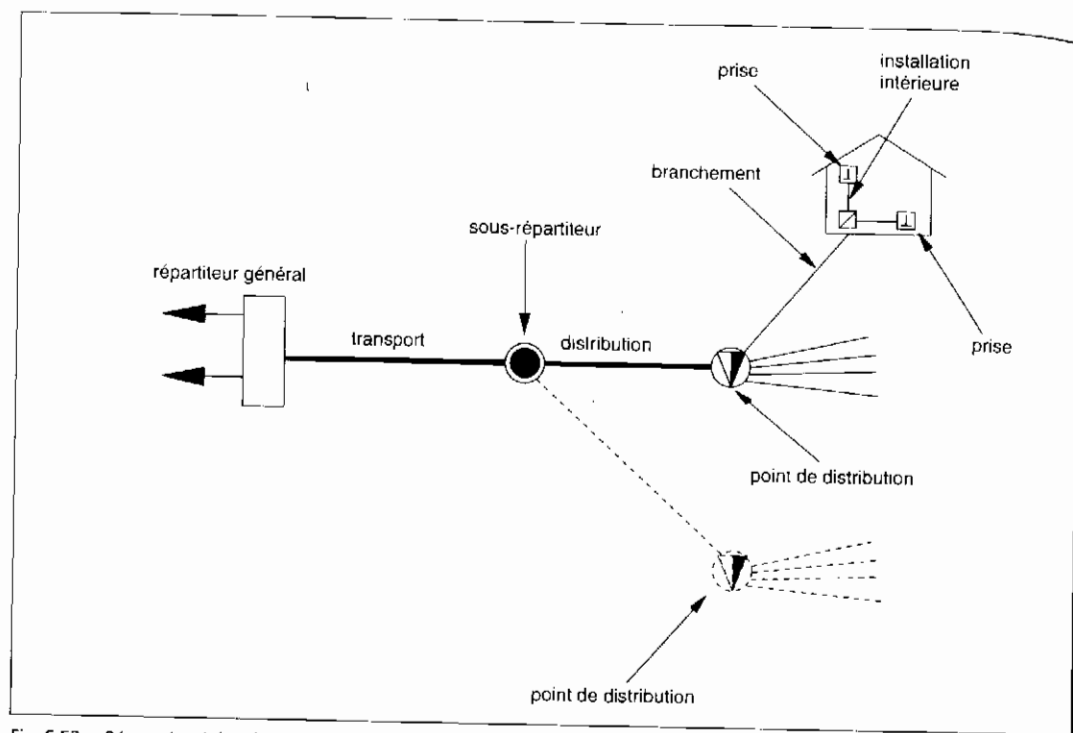 prise
installation
intérieure
branchement
sous-répartiteur
répartiteur général
transport
distribution
prise
point de distribution
point de distribution